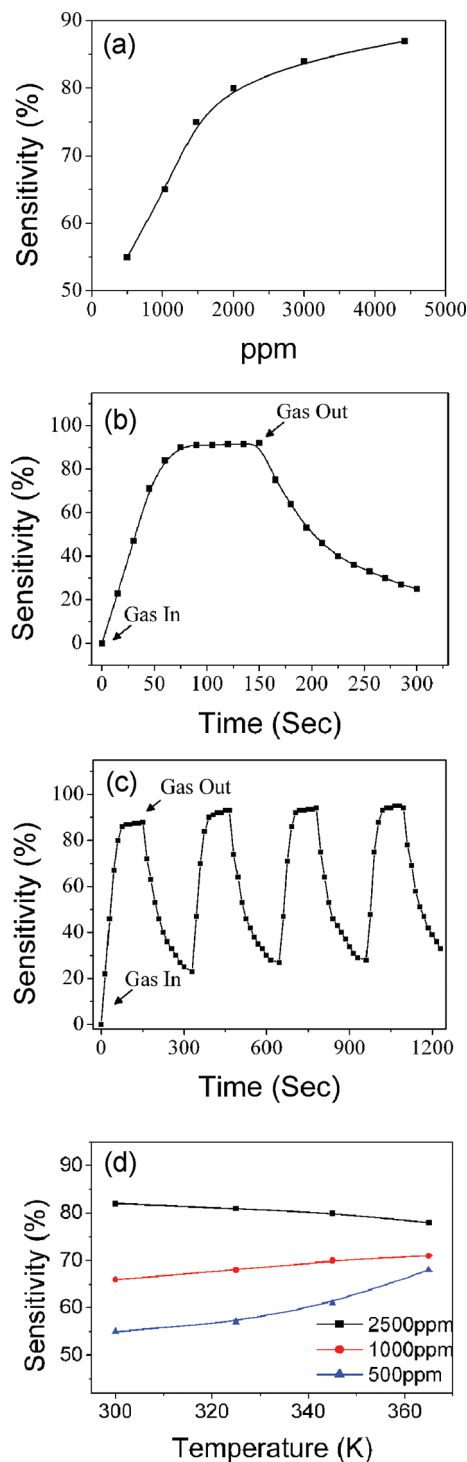 (a)
90
80
70
60
50
Sensitivity (%)
0 1000 2000 3000 4000 5000
ppm
(b)
100
80
60
40
20
0
Sensitivity (%)
Gas Out
Gas In
0 50 100 150 200 250 300
Time (Sec)
(c)
100
80
60
40
20
0
Sensitivity (%)
Gas Out
Gas In
0 300 600 900 1200
Time (Sec)
(d)
90
80
70
60
50
Sensitivity (%)
2500ppm
1000ppm
500ppm
300 320 340 360
Temperature (K)